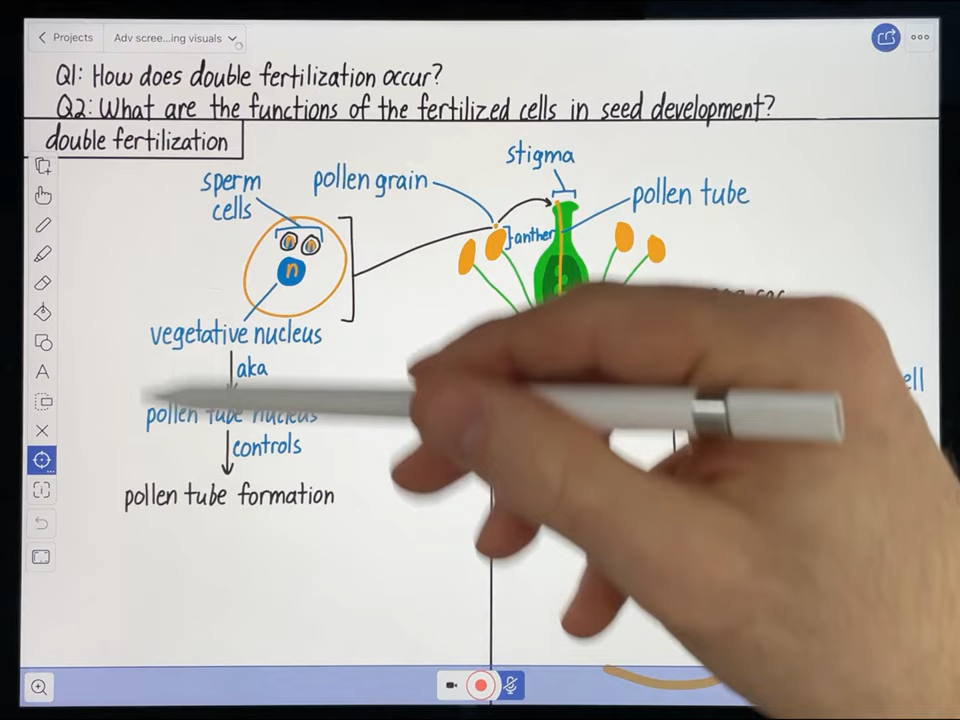 Projects
Adv scree...ing visuals
Q1: How does double fertilization occur?
Q2: What are the functions of the fertilized cells in seed development?
double fertilization
stigma
sperm
cells
pollen grain
pollen tube
anther
n
vegetative nucleus
aka
pollen tube nucleus
controls
pollen tube formation
A